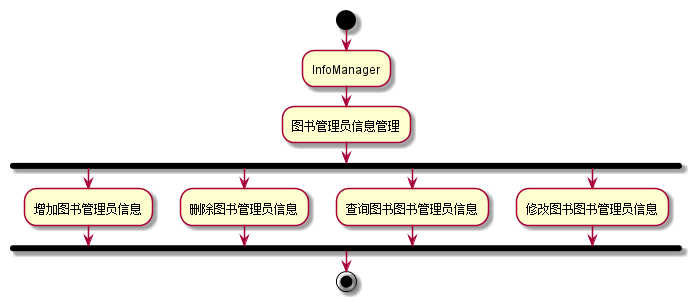 InfoManager
图书管理员信息管理
增加图书管理员信息
删除图书管理员信息
查询图书图书管理员信息
修改图书图书管理员信息